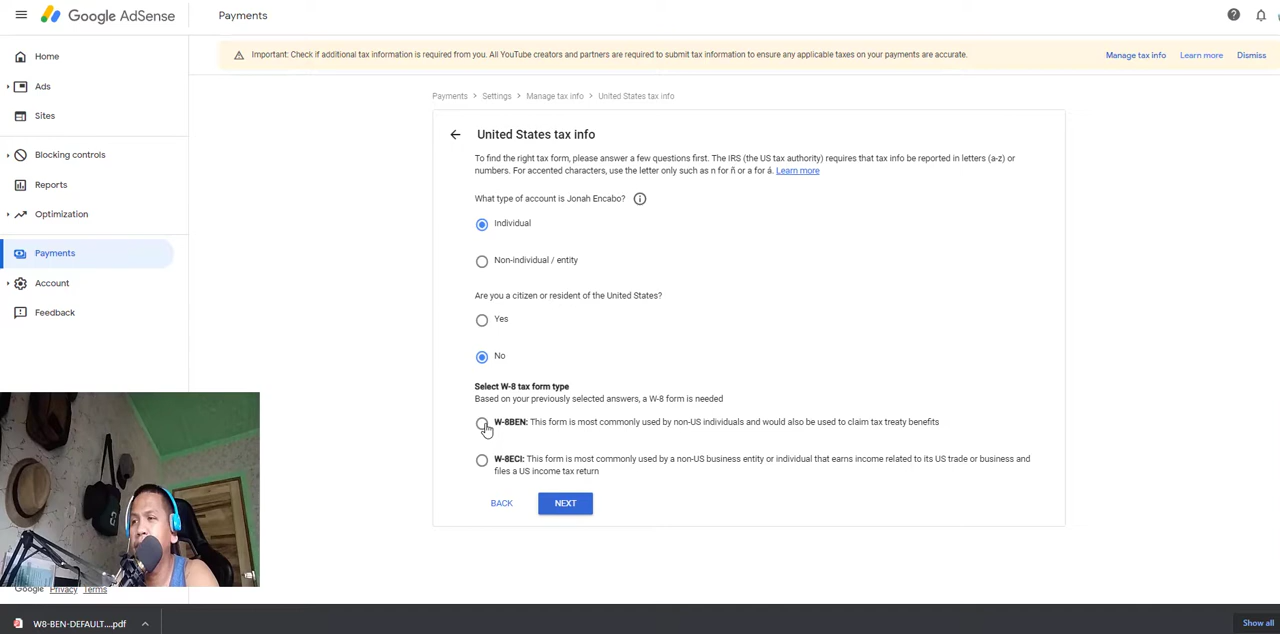 Google AdSense
Payments
Important: Check if additional tax information is required from you. All YouTube creators and partners are required to submit tax information to ensure any applicable taxes on your payments are accurate.
Manage tax info
Learn more
Dismiss
Home
Ads
Sites
Blocking controls
Reports
Optimization
Payments
Account
Feedback
Google Privacy Terms
Payments > Settings > Manage tax info > United States tax info
United States tax info
To find the right tax form, please answer a few questions first. The IRS (the US tax authority) requires that tax info be reported in letters (a-z) or
numbers. For accented characters, use the letter only such as n for ñ or a for á. Learn more
What type of account is Jonah Encabo?
Individual
Non-individual / entity
Are you a citizen or resident of the United States?
Yes
No
Select W-8 tax form type
Based on your previously selected answers, a W-8 form is needed
W-8BEN: This form is most commonly used by non-US individuals and would also be used to claim tax treaty benefits
W-8ECI: This form is most commonly used by a non-US business entity or individual that earns income related to its US trade or business and
files a US income tax return
BACK
NEXT
W8-BEN-DEFAULT....pdf
Show all